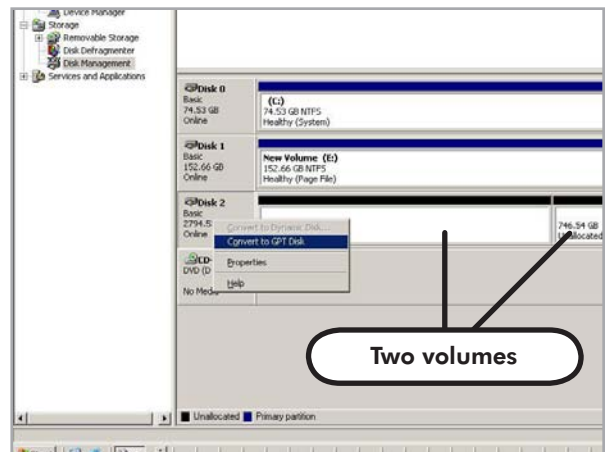 Device Manager
Storage
Removable Storage
Disk Defragmenter
Disk Management
Services and Applications
Disk 0
Basic
74.53 GB
Online
(C:)
74.53 GB NTFS
Healthy (System)
Disk 1
Basic
152.66 GB
Online
New Volume (E:)
152.66 GB NTFS
Healthy (Page File)
Disk 2
Basic
2794.5
Online
746.54 GB
Unallocated
Convert to Dynamic Disk...
Convert to GPT Disk
Properties
Help
CD-
DVD (D
No Media
Two volumes
Unallocated Primary partition